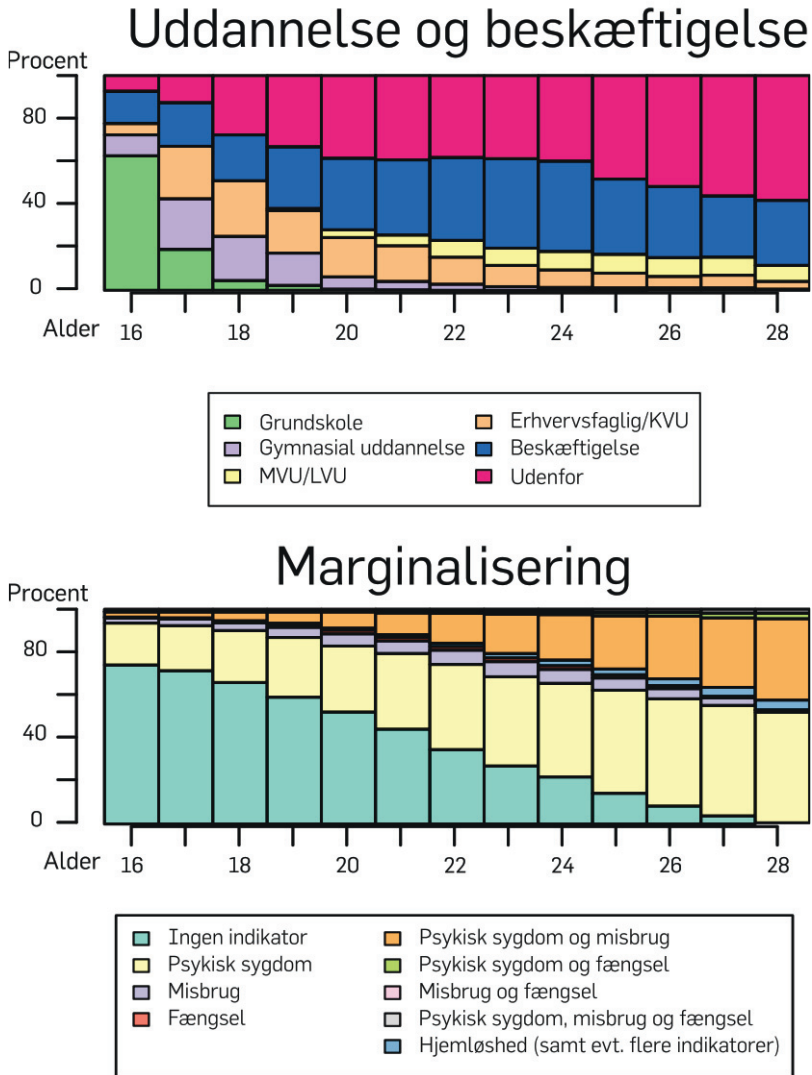 Uddannelse og beskæftigelse
Procent
80
40
0
Alder 16 18 20 22 24 26 28
Grundskole
Gymnasial uddannelse
MVU/LVU
Erhvervsfaglig/KVU
Beskæftigelse
Udenfor
Marginalisering
Procent
80
40
0
Alder 16 18 20 22 24 26 28
Ingen indikator
Psykisk sygdom
Misbrug
Fængsel
Psykisk sygdom og misbrug
Psykisk sygdom og fængsel
Misbrug og fængsel
Psykisk sygdom, misbrug og fængsel
Hjemløshed (samt evt. flere indikatorer)